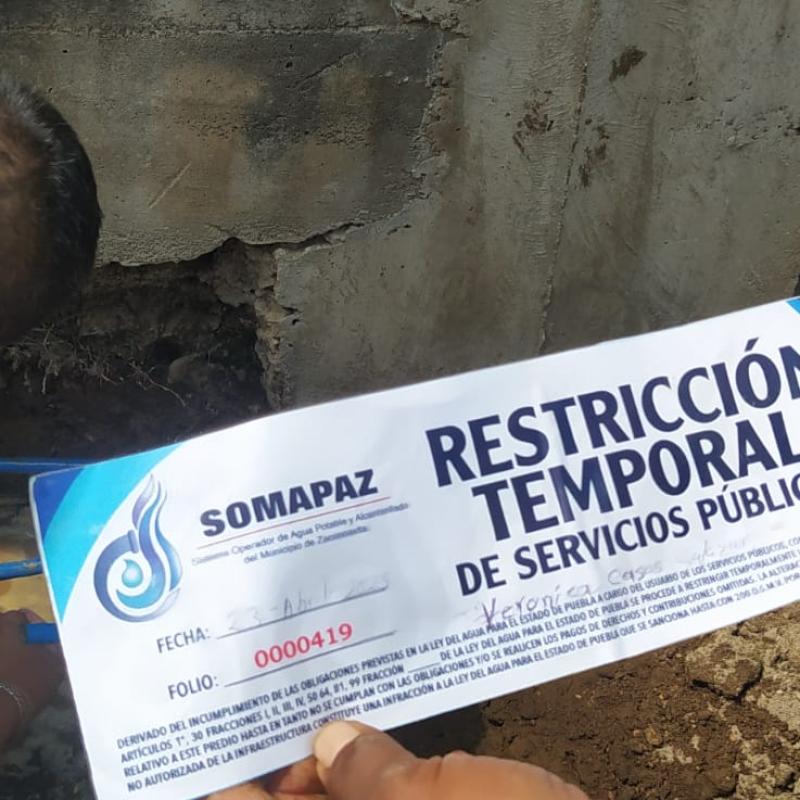 SOMAPAZ
Sistema Operador de Agua Potable y Alcantarillado
del Municipio de Zacapoaxtla.
RESTRICCIÓN
TEMPORAL
DE SERVICIOS PÚBLIC
FECHA: 23 - Abril
FOLIO: 0000419
Veronica Casas
DERIVADO DEL INCUMPLIMIENTO DE LAS OBLIGACIONES PREVISTAS EN LA LEY DEL AGUA PARA EL ESTADO DE PUEBLA A CARGO DEL USUARIO DE LOS SERVICIOS PÚBLICOS, CO
ARTÍCULOS 1°, 30 FRACCIONES I, II, III, IV, 50 64, 81, 99 FRACCIÓN ____ DE LA LEY DEL AGUA PARA EL ESTADO DE PUEBLA SE PROCEDE A RESTRINGIR TEMPORALMENTE
RELATIVO A ESTE PREDIO HASTA EN TANTO NO SE CUMPLAN CON LAS OBLIGACIONES Y/O SE REALICEN LOS PAGOS DE DERECHOS Y CONTRIBUCIONES OMITIDAS. LA ALTERAC
NO AUTORIZADA DE LA INFRAESTRUCTURA CONSTITUYE UNA INFRACCIÓN A LA LEY DEL AGUA PARA EL ESTADO DE PUEBLA QUE SE SANCIONA HASTA CON 200 D.S.M.V. POR